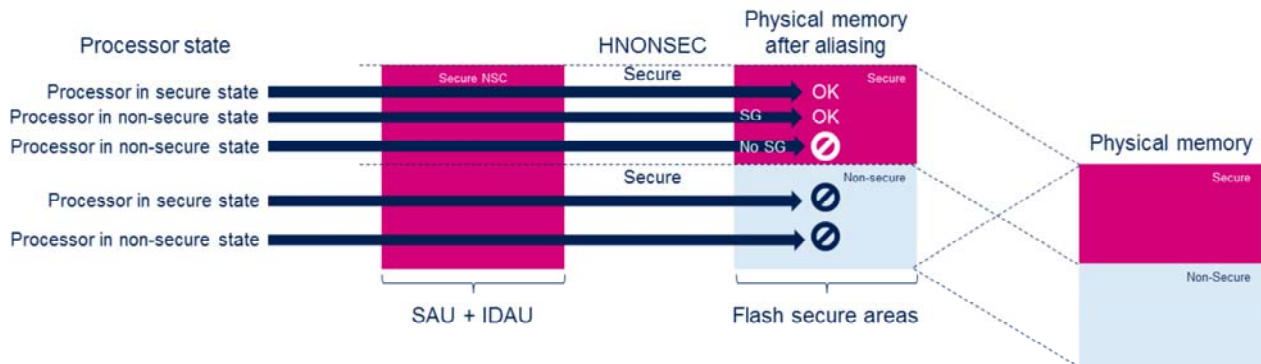 Processor state
HNONSEC
Physical memory
after aliasing
Secure NSC
Secure
Secure
Processor in secure state
OK
Processor in non-secure state
SG
OK
Processor in non-secure state
No SG
Physical memory
Secure
Non-secure
Secure
Processor in secure state
Processor in non-secure state
Non-Secure
SAU + IDAU
Flash secure areas